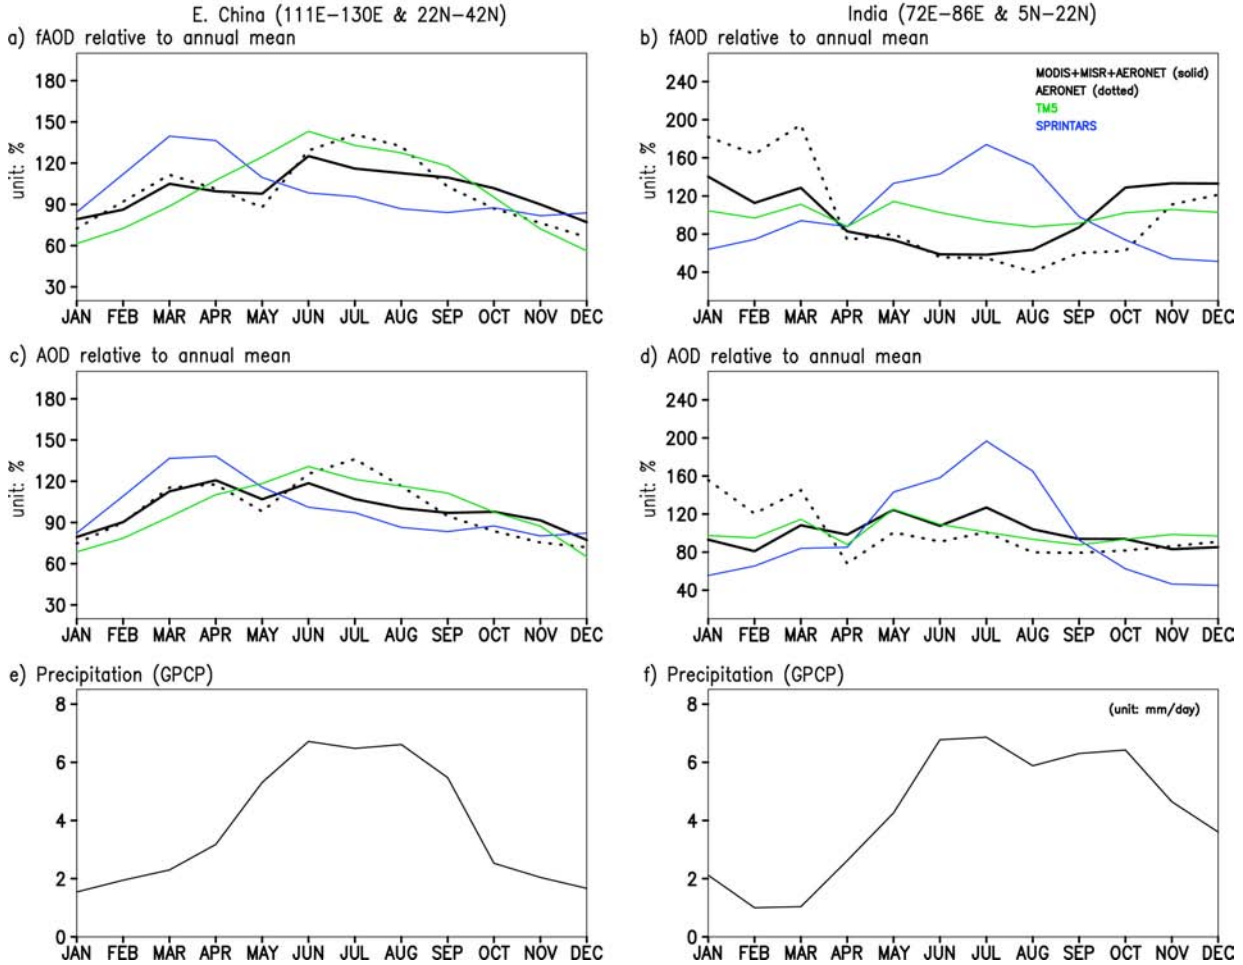 E. China (111E–130E & 22N–42N)
India (72E–86E & 5N–22N)
a) fAOD relative to annual mean
180
150
120
90
60
30
unit: %
JAN FEB MAR APR MAY JUN JUL AUG SEP OCT NOV DEC
b) fAOD relative to annual mean
MODIS+MISR+AERONET (solid)
AERONET (dotted)
TM5
SPRINTARS
240
200
160
120
80
40
unit: %
JAN FEB MAR APR MAY JUN JUL AUG SEP OCT NOV DEC
c) AOD relative to annual mean
180
150
120
90
60
30
unit: %
JAN FEB MAR APR MAY JUN JUL AUG SEP OCT NOV DEC
d) AOD relative to annual mean
240
200
160
120
80
40
unit: %
JAN FEB MAR APR MAY JUN JUL AUG SEP OCT NOV DEC
e) Precipitation (GPCP)
8
6
4
2
0
JAN FEB MAR APR MAY JUN JUL AUG SEP OCT NOV DEC
f) Precipitation (GPCP)
(unit: mm/day)
8
6
4
2
0
JAN FEB MAR APR MAY JUN JUL AUG SEP OCT NOV DEC